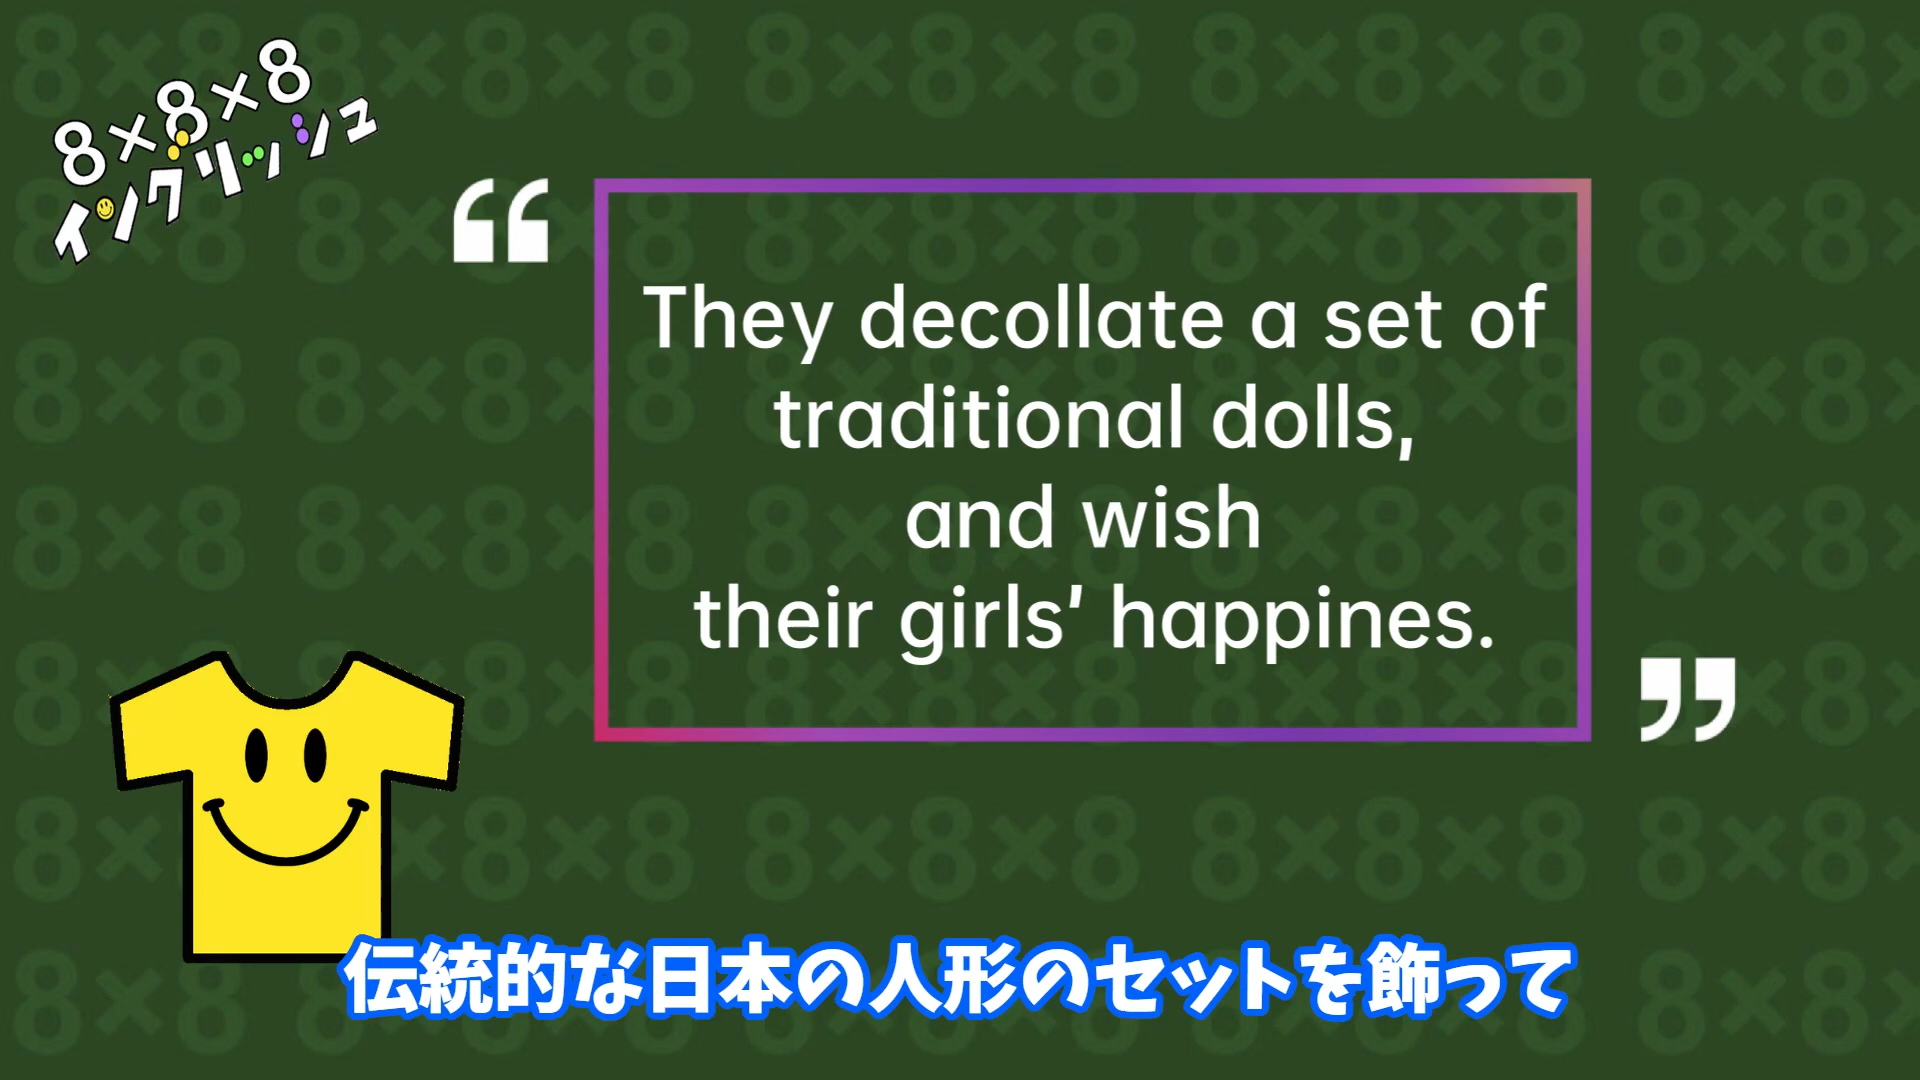 8×8×8
イングリッシュ
“They decollate a set of
traditional dolls,
and wish
their girls’ happines.”
伝統的な日本の人形のセットを飾って